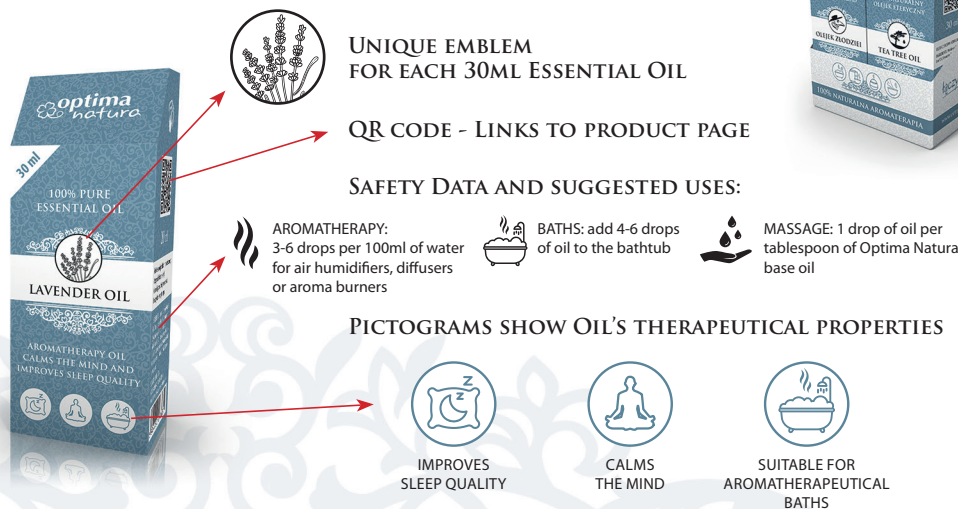 UNIQUE EMBLEM
FOR EACH 30ML ESSENTIAL OIL
QR CODE - LINKS TO PRODUCT PAGE
SAFETY DATA AND SUGGESTED USES:
AROMATHERAPY:
3-6 drops per 100ml of water
for air humidifiers, diffusers
or aroma burners
BATHS: add 4-6 drops
of oil to the bathtub
MASSAGE: 1 drop of oil per
tablespoon of Optima Natura
base oil
PICTOGRAMS SHOW OIL'S THERAPEUTICAL PROPERTIES
Z
Z
IMPROVES
SLEEP QUALITY
CALMS
THE MIND
SUITABLE FOR
AROMATHERAPEUTICAL
BATHS
optima
natura
30 ml
100% PURE
ESSENTIAL OIL
LAVENDER OIL
AROMATHERAPY OIL
CALMS THE MIND AND
IMPROVES SLEEP QUALITY
OLEJEK ETERYCZNY
OLEJEK ZŁODZIEI
TEA TREE OIL
100% NATURALNA AROMATERAPIA